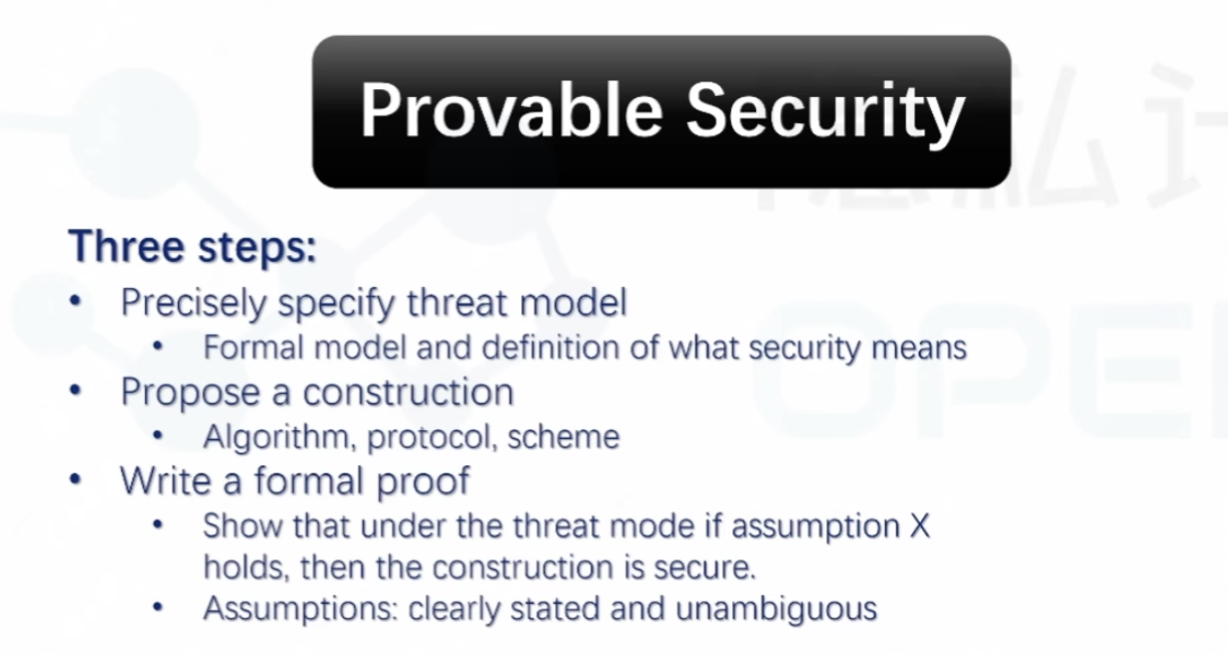 Provable Security
Three steps:
• Precisely specify threat model
• Formal model and definition of what security means
• Propose a construction
• Algorithm, protocol, scheme
• Write a formal proof
• Show that under the threat mode if assumption X
holds, then the construction is secure.
• Assumptions: clearly stated and unambiguous